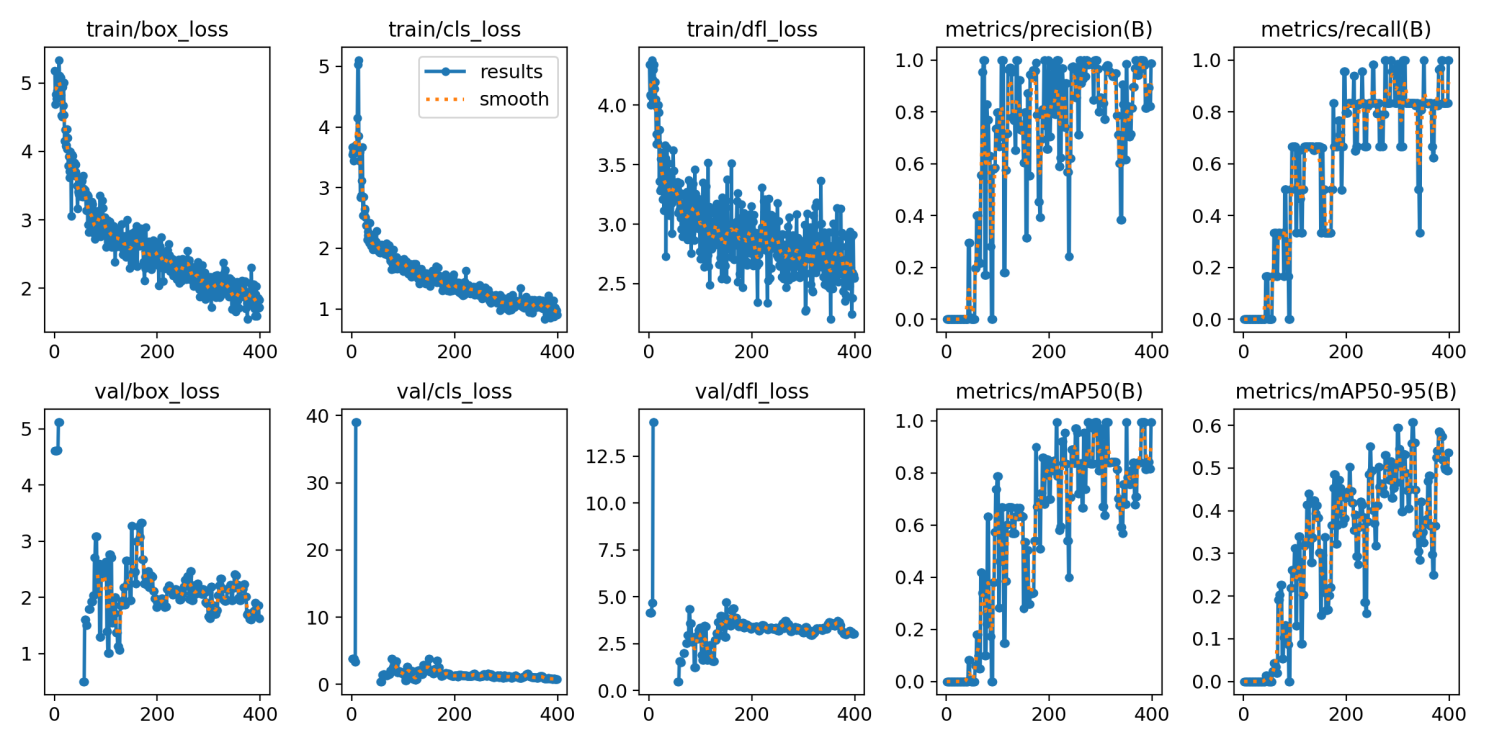 train/box_loss
train/cls_loss
train/dfl_loss
metrics/precision(B)
metrics/recall(B)
5
4
3
2
0 200 400
5
4
3
2
1
0 200 400
results
smooth
4.0
3.5
3.0
2.5
0 200 400
1.0
0.8
0.6
0.4
0.2
0.0
0 200 400
1.0
0.8
0.6
0.4
0.2
0.0
0 200 400
val/box_loss
val/cls_loss
val/dfl_loss
metrics/mAP50(B)
metrics/mAP50-95(B)
5
4
3
2
1
0 200 400
40
30
20
10
0
0 200 400
12.5
10.0
7.5
5.0
2.5
0.0
0 200 400
1.0
0.8
0.6
0.4
0.2
0.0
0 200 400
0.6
0.5
0.4
0.3
0.2
0.1
0.0
0 200 400